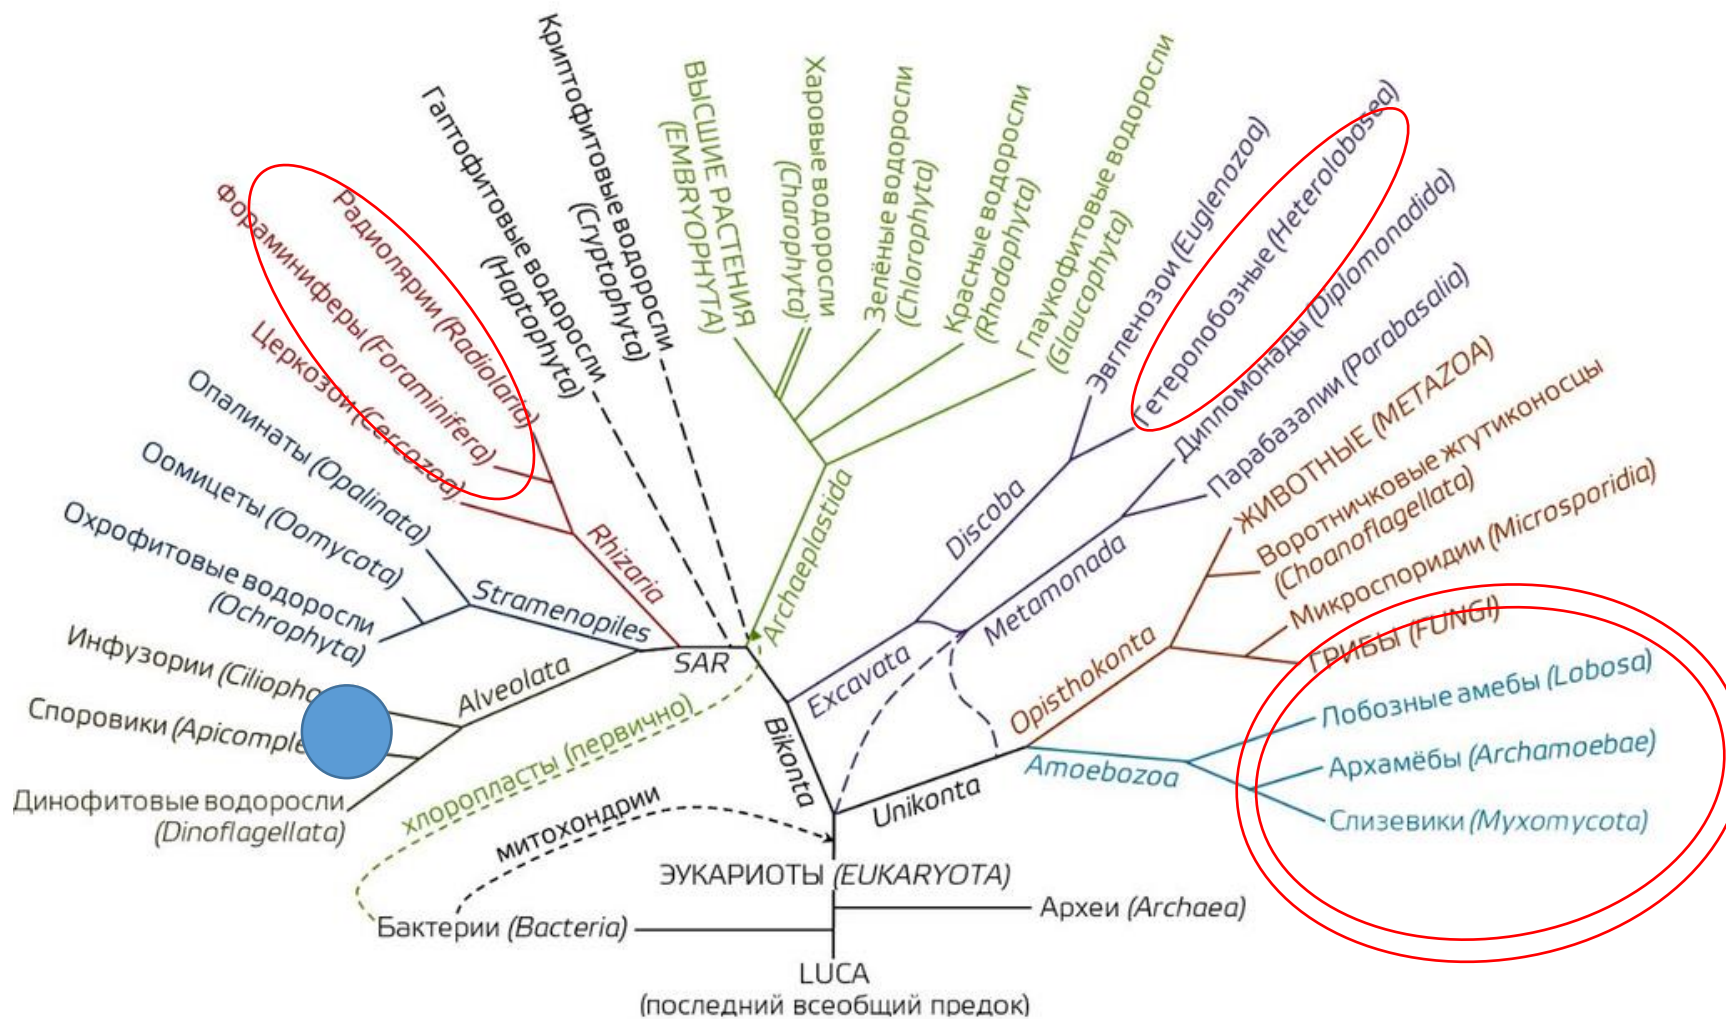 Криптофитовые водоросли
(Cryptophyta)
Гаптофитовые водоросли
(Haptophyta)
ВЫСШИЕ РАСТЕНИЯ
(EMBRYOPHYTA)
Харовые водоросли
(Charophyta)
Зелёные водоросли
(Chlorophyta)
Красные водоросли
(Rhodophyta)
Глаукофитовые водоросли
(Glaucophyta)
Радиолярии (Radiolaria)
Фораминиферы (Foraminifera)
Церкозои (Cercozoa)
Опалинаты (Opalinata)
Оомицеты (Oomycota)
Охрофитовые водоросли
(Ochrophyta)
Инфузории
Споровики
Динофитовые водоросли
(Dinoflagellata)
Rhizaria
Stramenopiles
Alveolata
SAR
Archaeplastida
Эвгленозои (Euglenozoa)
Гетеролобозные (Heterolobosea)
Дипломонады (Diplomonadida)
Парабазалии (Parabasalia)
Discoba
Metamonada
Excavata
Bikonta
ЖИВОТНЫЕ (METAZOA)
Воротничковые жгутиконосцы
(Choanoflagellata)
Микроспоридии (Microsporidia)
ГРИБЫ (FUNGI)
Opisthokonta
Лобозные амебы (Lobosa)
Архамёбы (Archamoebae)
Слизевики (Myxomycota)
Amoebozoa
Unikonta
хлоропласты (первично)
митохондрии
ЭУКАРИОТЫ (EUKARYOTA)
Археи (Archaea)
Бактерии (Bacteria)
LUCA
(последний всеобщий предок)